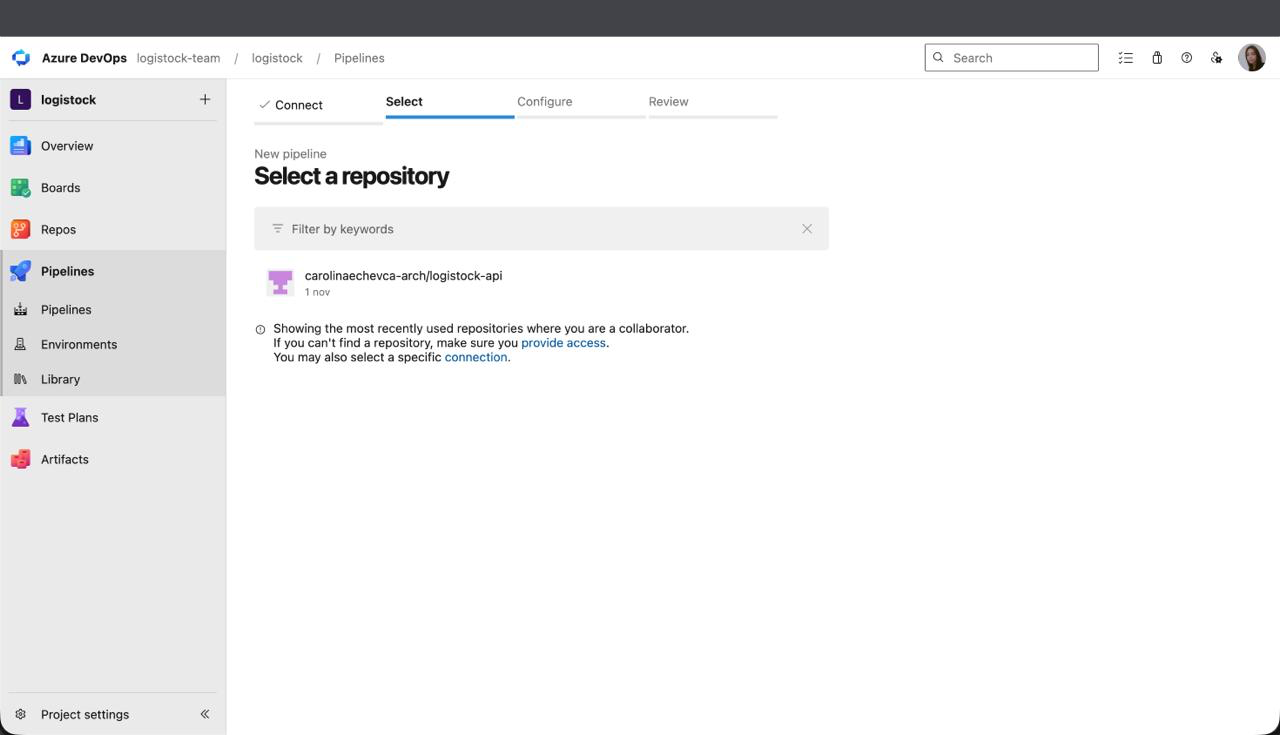 Azure DevOps logistock-team / logistock / Pipelines Search
L logistock
Overview
Boards
Repos
Pipelines
Pipelines
Environments
Library
Test Plans
Artifacts
Project settings
Connect Select Configure Review
New pipeline
Select a repository
Filter by keywords
carolinaechevca-arch/logistock-api
1 nov
Showing the most recently used repositories where you are a collaborator.
If you can't find a repository, make sure you provide access.
You may also select a specific connection.